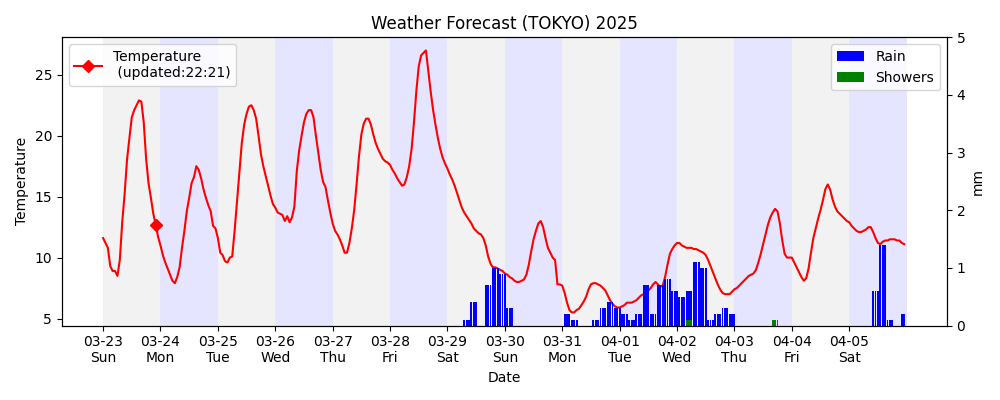 Weather Forecast (TOKYO) 2025
Temperature
(updated:22:21)
Rain
Showers
Temperature
25
20
15
10
5
5
4
3
2
1
0
mm
03-23 03-24 03-25 03-26 03-27 03-28 03-29 03-30 03-31 04-01 04-02 04-03 04-04 04-05
Sun Mon Tue Wed Thu Fri Sat Sun Mon Tue Wed Thu Fri Sat
Date